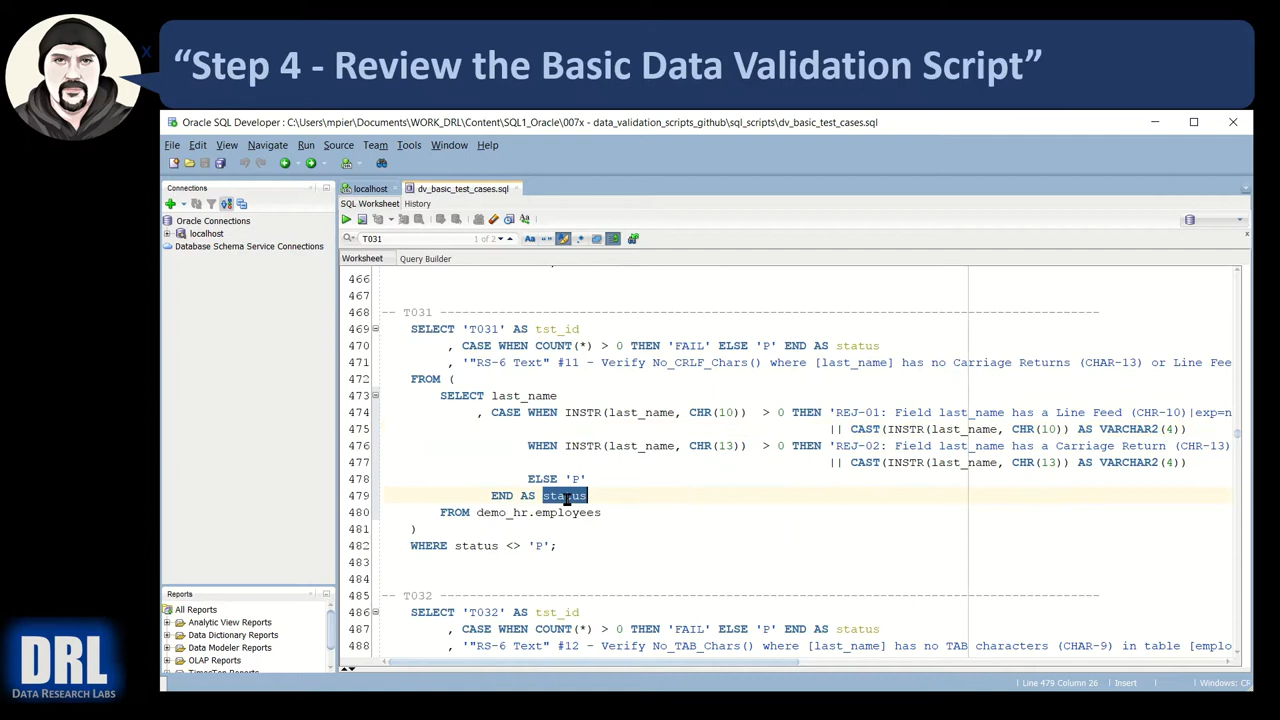 “Step 4 - Review the Basic Data Validation Script”
Oracle SQL Developer : C:\Users\mpier\Documents\WORK_DRL\Content\SQL1_Oracle\007x - data_validation_scripts_github\sql_scripts\dv_basic_test_cases.sql
File Edit View Navigate Run Source Team Tools Window Help
Connections
Oracle Connections
localhost
Database Schema Service Connections
localhost dv_basic_test_cases.sql
SQL Worksheet History
T031 1 of 2
Worksheet Query Builder
466
467
468 -- T031 ------------------------------------------------------------------------------------------
469 SELECT 'T031' AS tst_id
470 , CASE WHEN COUNT(*) > 0 THEN 'FAIL' ELSE 'P' END AS status
471 , '"RS-6 Text" #11 - Verify No_CRLF_Chars() where [last_name] has no Carriage Returns (CHAR-13) or Line Fee
472 FROM (
473 SELECT last_name
474 , CASE WHEN INSTR(last_name, CHR(10)) > 0 THEN 'REJ-01: Field last_name has a Line Feed (CHR-10)|exp=n
475 || CAST(INSTR(last_name, CHR(10)) AS VARCHAR2(4))
476 WHEN INSTR(last_name, CHR(13)) > 0 THEN 'REJ-02: Field last_name has a Carriage Return (CHR-13)
477 || CAST(INSTR(last_name, CHR(13)) AS VARCHAR2(4))
478 ELSE 'P'
479 END AS status
480 FROM demo_hr.employees
481 )
482 WHERE status <> 'P';
483
484
485 -- T032 ------------------------------------------------------------------------------------------
486 SELECT 'T032' AS tst_id
487 , CASE WHEN COUNT(*) > 0 THEN 'FAIL' ELSE 'P' END AS status
488 , '"RS-6 Text" #12 - Verify No_TAB_Chars() where [last_name] has no TAB characters (CHAR-9) in table [emplo
Reports
All Reports
Analytic View Reports
Data Dictionary Reports
Data Modeler Reports
OLAP Reports
TimesTen Reports
Line 479 Column 26 Insert Windows: CR
DRL
DATA RESEARCH LABS